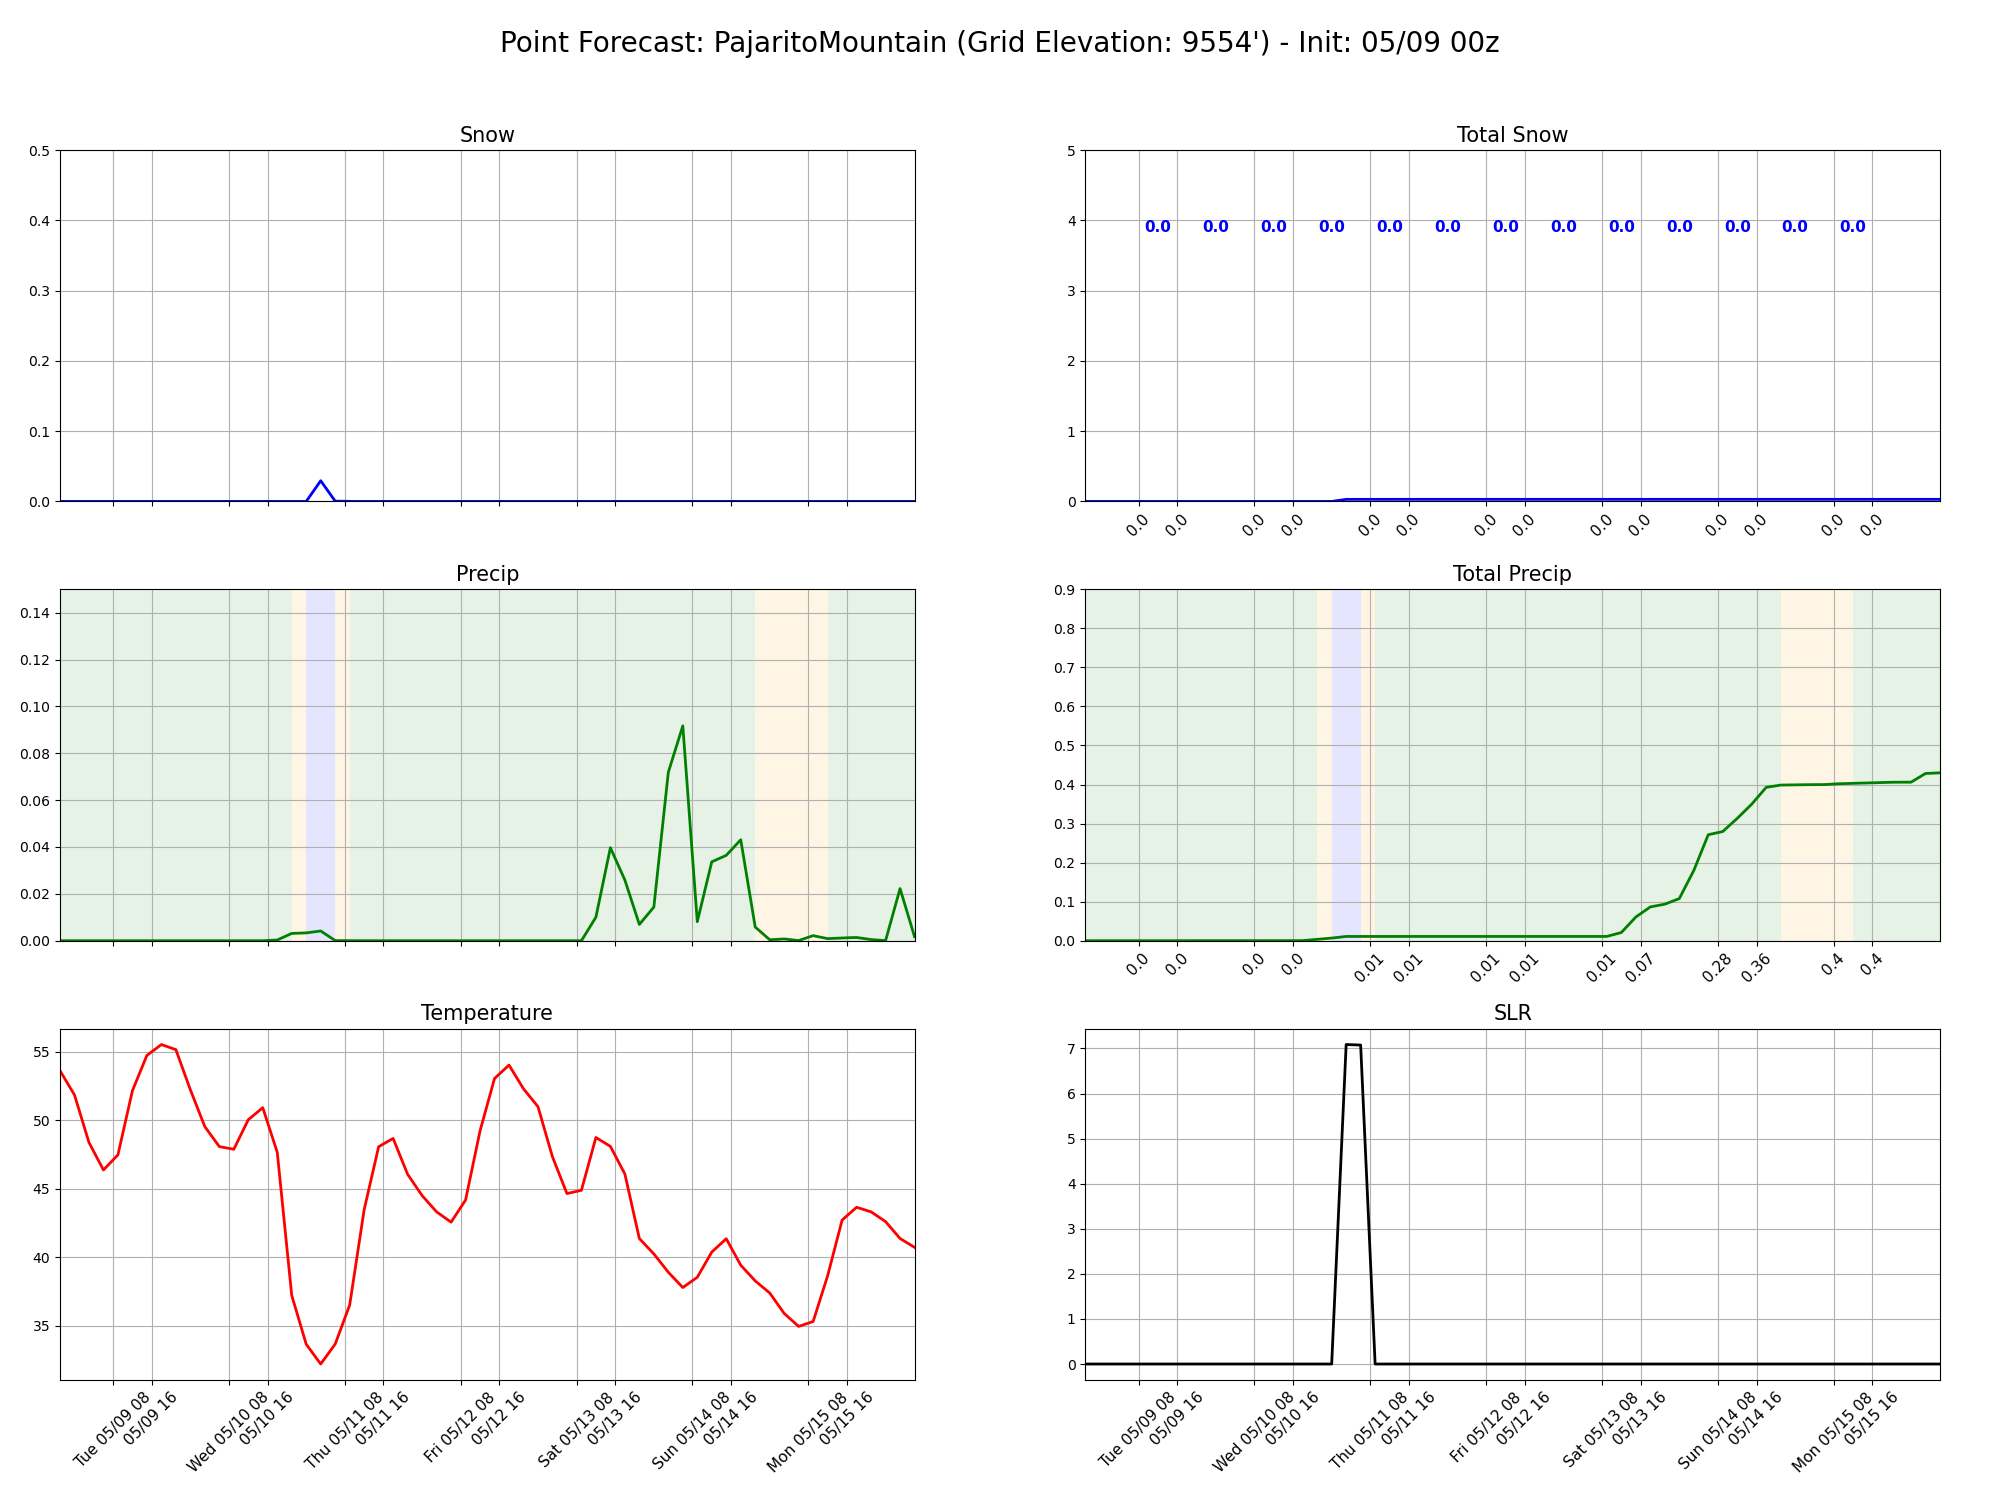 Point Forecast: PajaritoMountain (Grid Elevation: 9554') - Init: 05/09 00z
Snow
0.5
0.4
0.3
0.2
0.1
0.0
Total Snow
5
4
3
2
1
0
0.0 0.0 0.0 0.0 0.0 0.0 0.0 0.0 0.0 0.0 0.0 0.0 0.0
0.0 0.0 0.0 0.0 0.0 0.0 0.0 0.0 0.0 0.0 0.0 0.0 0.0 0.0
Precip
0.14
0.12
0.10
0.08
0.06
0.04
0.02
0.00
Total Precip
0.9
0.8
0.7
0.6
0.5
0.4
0.3
0.2
0.1
0.0
0.0 0.0 0.0 0.0 0.01 0.01 0.01 0.01 0.01 0.07 0.28 0.36 0.4 0.4
Temperature
55
50
45
40
35
Tue 05/09 08
05/09 16
Wed 05/10 08
05/10 16
Thu 05/11 08
05/11 16
Fri 05/12 08
05/12 16
Sat 05/13 08
05/13 16
Sun 05/14 08
05/14 16
Mon 05/15 08
05/15 16
SLR
7
6
5
4
3
2
1
0
Tue 05/09 08
05/09 16
Wed 05/10 08
05/10 16
Thu 05/11 08
05/11 16
Fri 05/12 08
05/12 16
Sat 05/13 08
05/13 16
Sun 05/14 08
05/14 16
Mon 05/15 08
05/15 16